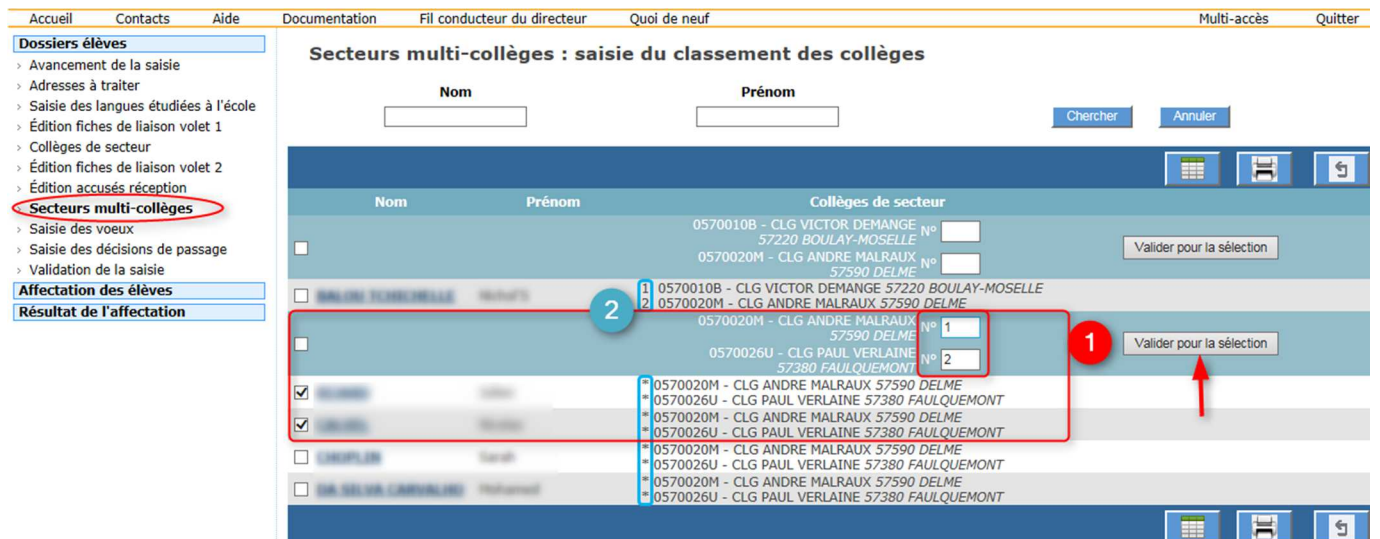 Accueil Contacts Aide Documentation Fil conducteur du directeur Quoi de neuf Multi-accès Quitter
Dossiers élèves
› Avancement de la saisie
› Adresses à traiter
› Saisie des langues étudiées à l'école
› Édition fiches de liaison volet 1
› Collèges de secteur
› Édition fiches de liaison volet 2
› Édition accusés réception
› Secteurs multi-collèges
› Saisie des voeux
› Saisie des décisions de passage
› Validation de la saisie
Affectation des élèves
Résultat de l'affectation
Secteurs multi-collèges : saisie du classement des collèges
Nom Prénom
Chercher Annuler
Nom Prénom Collèges de secteur
0570010B - CLG VICTOR DEMANGE N°
57220 BOULAY-MOSELLE
0570020M - CLG ANDRE MALRAUX N°
57590 DELME
Valider pour la sélection
1 0570010B - CLG VICTOR DEMANGE 57220 BOULAY-MOSELLE
2 0570020M - CLG ANDRE MALRAUX 57590 DELME
2
0570020M - CLG ANDRE MALRAUX N° 1
57590 DELME
0570026U - CLG PAUL VERLAINE N° 2
57380 FAULQUEMONT
1
Valider pour la sélection
* 0570020M - CLG ANDRE MALRAUX 57590 DELME
* 0570026U - CLG PAUL VERLAINE 57380 FAULQUEMONT
* 0570020M - CLG ANDRE MALRAUX 57590 DELME
* 0570026U - CLG PAUL VERLAINE 57380 FAULQUEMONT
* 0570020M - CLG ANDRE MALRAUX 57590 DELME
* 0570026U - CLG PAUL VERLAINE 57380 FAULQUEMONT
* 0570020M - CLG ANDRE MALRAUX 57590 DELME
* 0570026U - CLG PAUL VERLAINE 57380 FAULQUEMONT